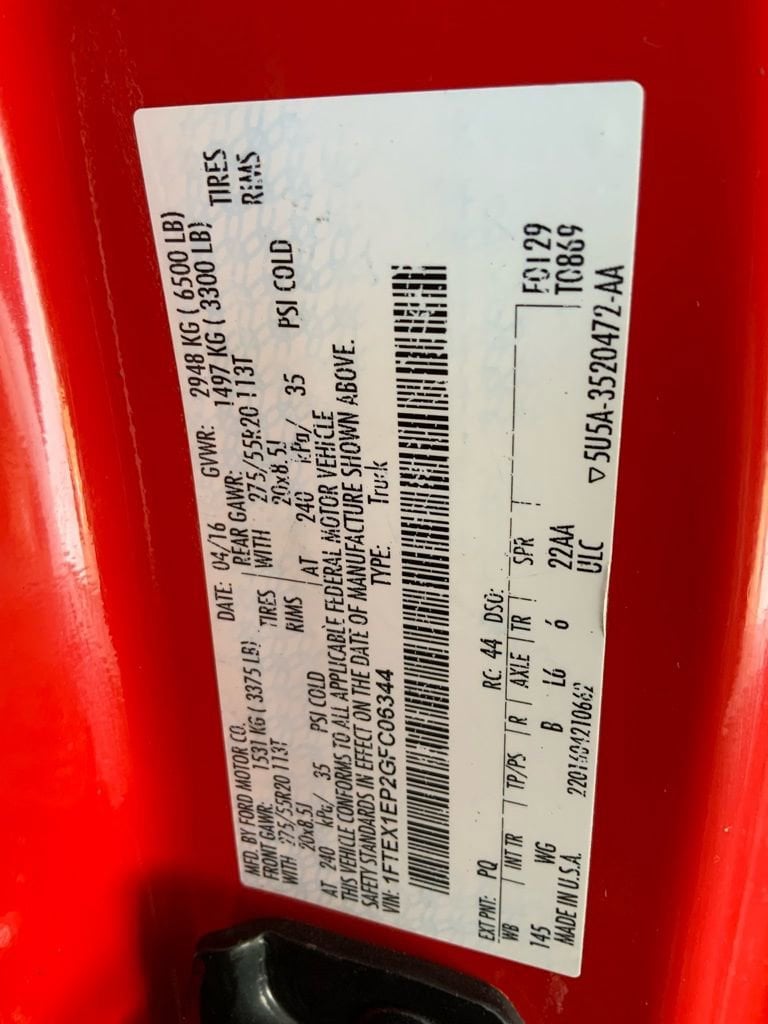 MFD. BY FORD MOTOR CO.
DATE: 04/16 GVWR: 2948 KG ( 6500 LB)
FRONT GAWR: 1531 KG ( 3375 LB)
REAR GAWR: 1497 KG ( 3300 LB)
WITH 275/55R20 113T TIRES
WITH 275/55R20 113T TIRES
20x8.5J RIMS
20x8.5J RIMS
AT 240 kPa/ 35 PSI COLD
AT 240 kPa/ 35 PSI COLD
THIS VEHICLE CONFORMS TO ALL APPLICABLE FEDERAL MOTOR VEHICLE
SAFETY STANDARDS IN EFFECT ON THE DATE OF MANUFACTURE SHOWN ABOVE.
VIN: 1FTEX1EP2GFC06344
TYPE: Truck
EXT PNT: PQ RC: 44 DSO: F0129
T0869
WB INT TR TP/PS R AXLE TR SPR
145 WG B L6 6 22AA
MADE IN U.S.A. ULC
▽5U5A-3520472-AA